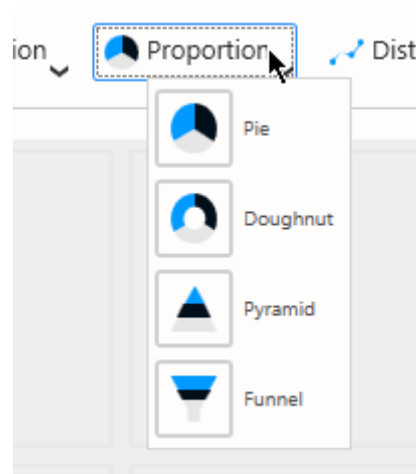 ion Proportion Dist
Pie
Doughnut
Pyramid
Funnel